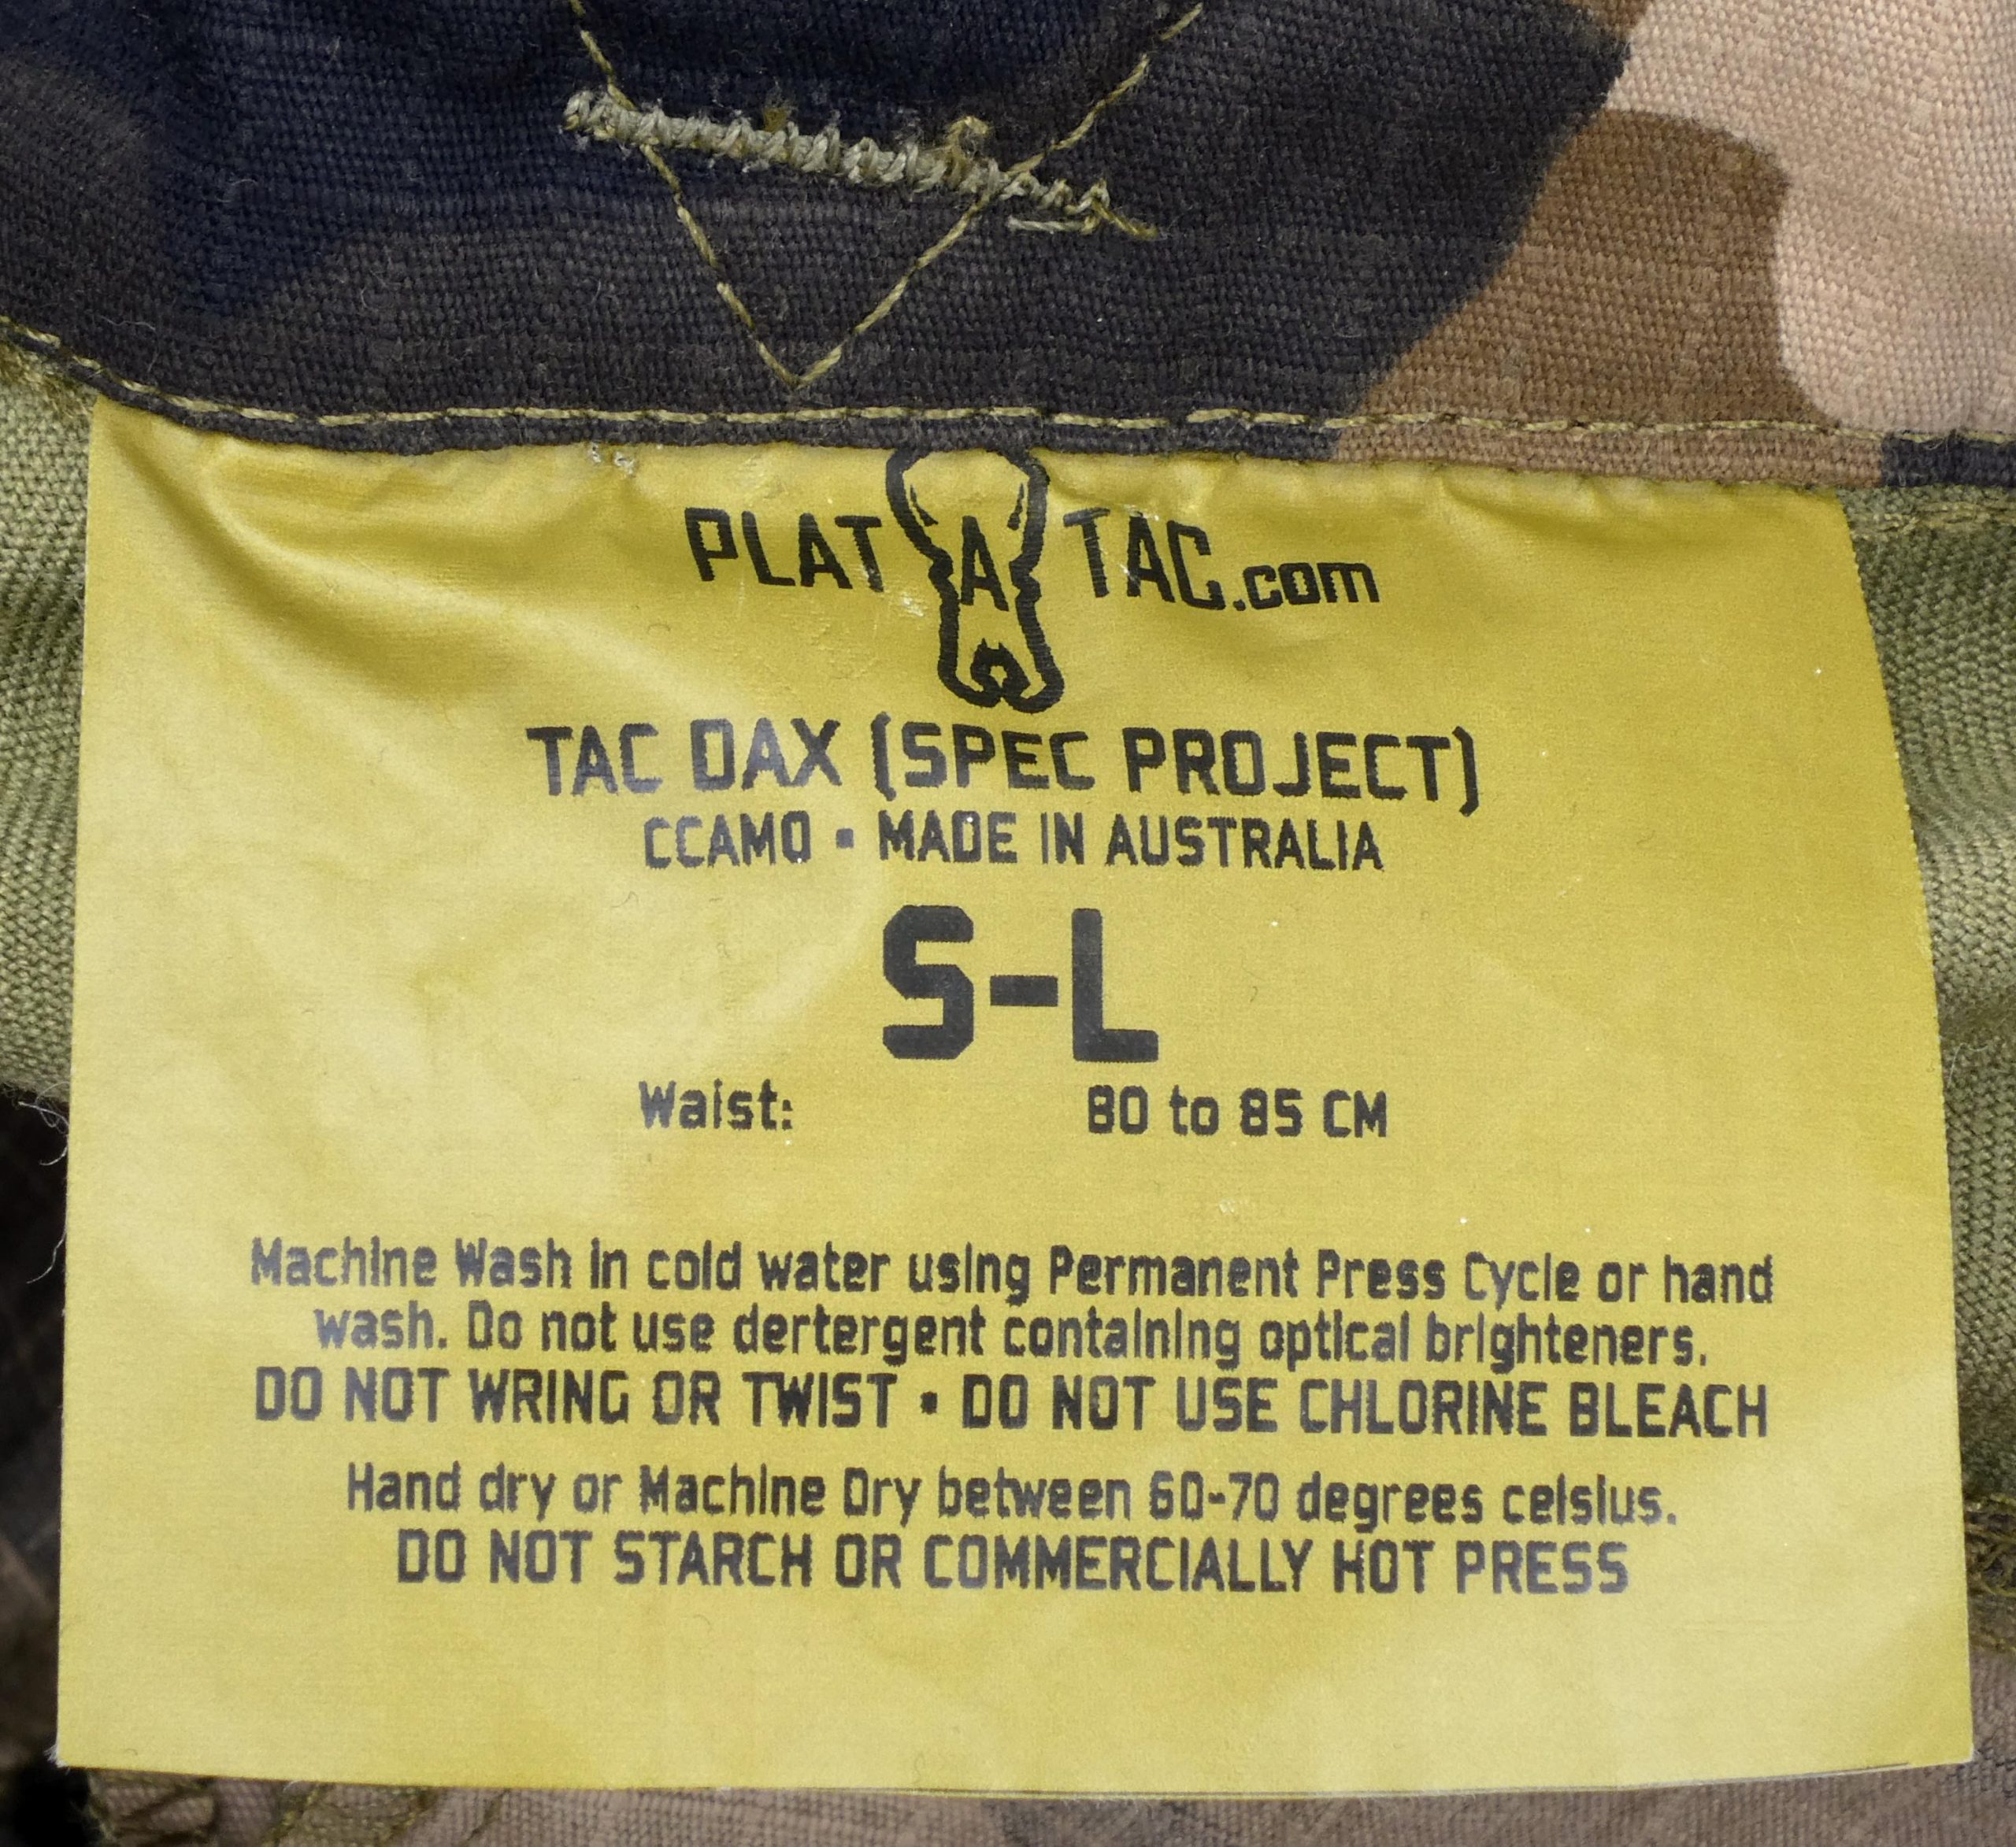 PLATATAC.com
TAC DAX (SPEC PROJECT)
CCAMO ▪ MADE IN AUSTRALIA
S-L
Waist: 80 to 85 CM
Machine Wash in cold water using Permanent Press Cycle or hand
wash. Do not use dertergent containing optical brighteners.
DO NOT WRING OR TWIST ▪ DO NOT USE CHLORINE BLEACH
Hand dry or Machine Dry between 60-70 degrees celsius.
DO NOT STARCH OR COMMERCIALLY HOT PRESS